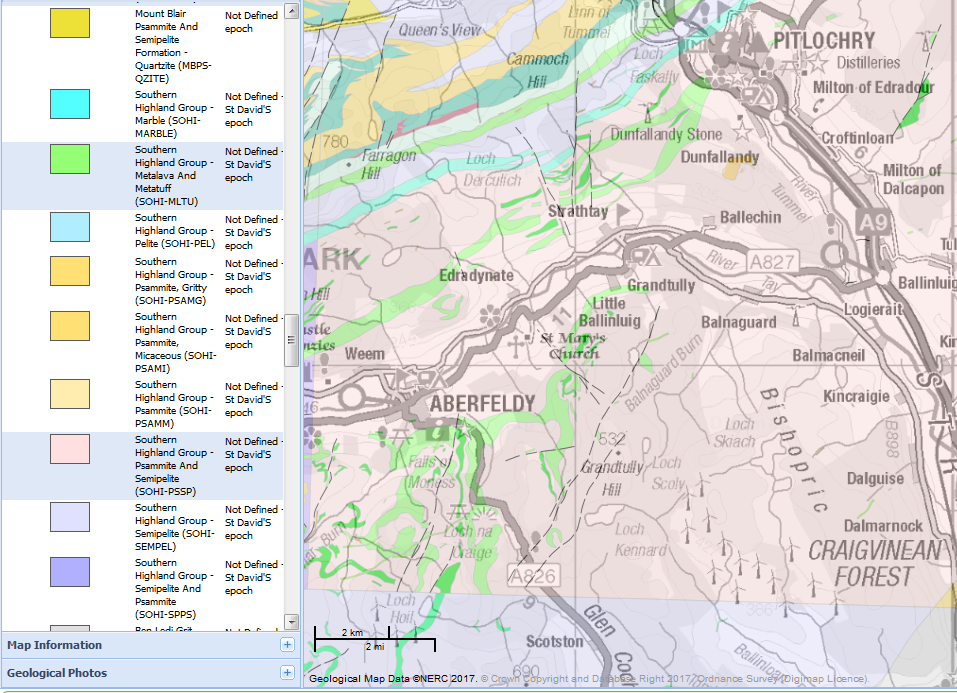 Mount Blair
Psammite And
Semipelite
Formation -
Quartzite (MBPS-
QZITE)
Not Defined
epoch
Southern
Highland Group -
Marble (SOHI-
MARBLE)
Not Defined -
St David'S
epoch
Southern
Highland Group -
Metalava And
Metatuff
(SOHI-MLTU)
Not Defined -
St David'S
epoch
Southern
Highland Group -
Pelite (SOHI-PEL)
Not Defined -
St David'S
epoch
Southern
Highland Group -
Psammite, Gritty
(SOHI-PSAMG)
Not Defined -
St David'S
epoch
Southern
Highland Group -
Psammite,
Micaceous (SOHI-
PSAMI)
Not Defined -
St David'S
epoch
Southern
Highland Group -
Psammite (SOHI-
PSAMM)
Not Defined -
St David'S
epoch
Southern
Highland Group -
Psammite And
Semipelite
(SOHI-PSSP)
Not Defined -
St David'S
epoch
Southern
Highland Group -
Semipelite (SOHI-
SEMPEL)
Not Defined -
St David'S
epoch
Southern
Highland Group -
Semipelite And
Psammite
(SOHI-SPPS)
Not Defined -
St David'S
epoch
Map Information
Geological Photos
Linn of
Tummel
Queen's View
Cammoch
Hill
PITLOCHRY
Distilleries
Loch
Faskally
Milton of Edradour
780
Dunfallandy Stone
Croftinloan
Farragon
Hill
Loch
Derculich
Dunfallandy
Milton of
Dalcapon
River
Tummel
Strathtay
Ballechin
A9
ARK
Edradynate
River
Tay
A827
Ballinluig
Grandtully
Hill
Little
Ballinluig
Logierait
11
Balnaguard
St Mary's
Church
Weem
Balnaguard Burn
Balmacneil
ABERFELDY
Bishopric
Kincraigie
532
Loch
Skiach
B898
Falls of
Moness
Grandtully
Hill
Loch
Scoly
Dalguise
Loch na
Craige
Loch
Kennard
Dalmarnock
CRAIGVINEAN
FOREST
A826
9
Loch
Hoil
Glen
Scotston
690
2 km
2 mi
Geological Map Data ©NERC 2017. © Crown Copyright and Database Right 2017. Ordnance Survey (Digimap Licence).